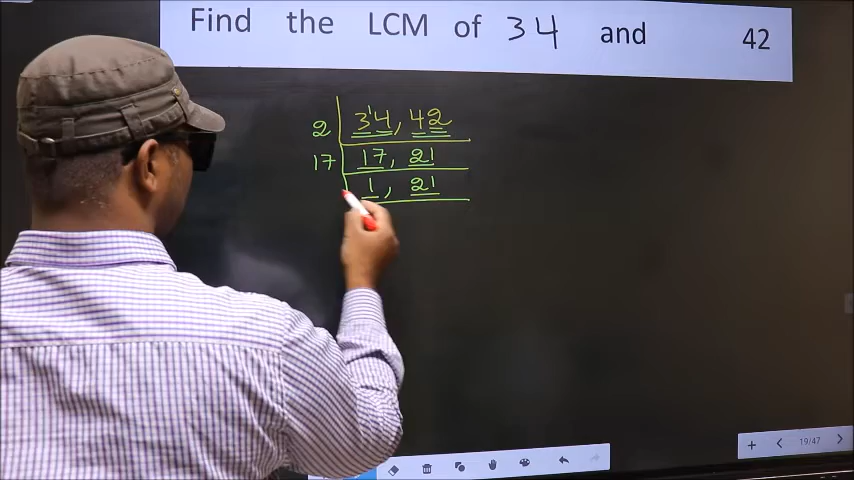 Find the LCM of 34 and 42
2 | 34, 42
17 | 17, 21
1, 21
19/47